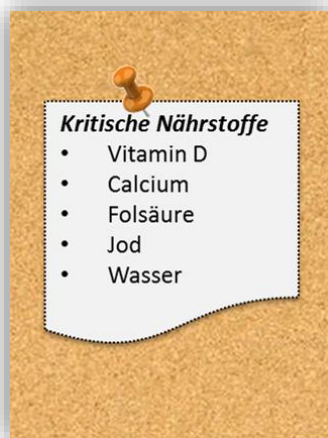 Kritische Nährstoffe
• Vitamin D
• Calcium
• Folsäure
• Jod
• Wasser